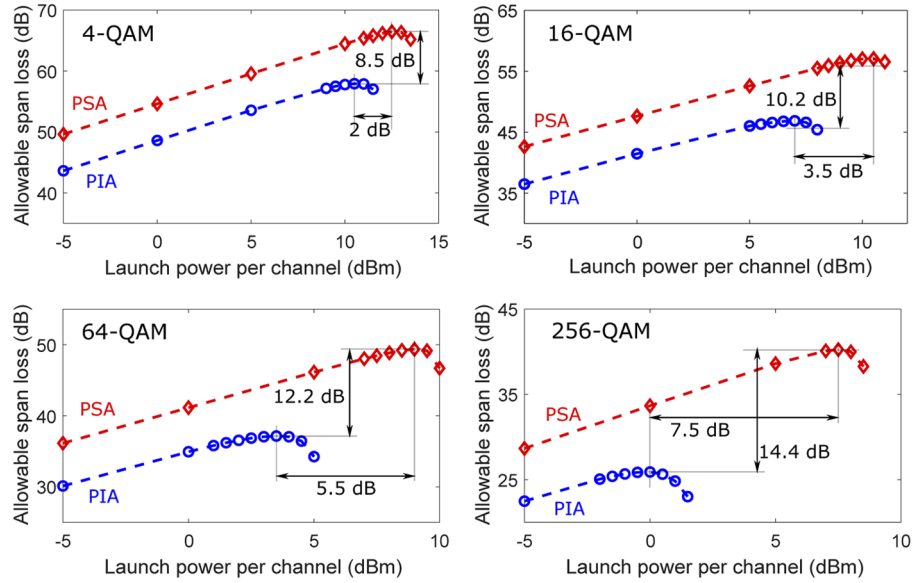 70
4-QAM
60
8.5 dB
PSA
50
2 dB
PIA
40
Allowable span loss (dB)
-5
0
5
10
15
Launch power per channel (dBm)
65
16-QAM
55
10.2 dB
PSA
45
3.5 dB
PIA
35
Allowable span loss (dB)
-5
0
5
10
Launch power per channel (dBm)
64-QAM
50
12.2 dB
40
PSA
5.5 dB
30
PIA
Allowable span loss (dB)
-5
0
5
10
Launch power per channel (dBm)
45
256-QAM
35
PSA
7.5 dB
14.4 dB
25
PIA
Allowable span loss (dB)
-5
0
5
10
Launch power per channel (dBm)